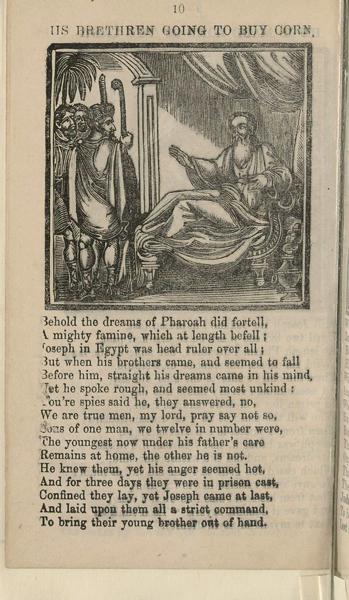 10
HIS BRETHREN GOING TO BUY CORN.
Behold the dreams of Pharoah did fortell,
A mighty famine, which at length befell;
Joseph in Egypt was head ruler over all;
But when his brothers came, and seemed to fall
Before him, straight his dreams came in his mind,
Yet he spoke rough, and seemed most unkind:
You're spies said he, they answered, no,
We are true men, my lord, pray say not so,
Sons of one man, we twelve in number were,
The youngest now under his father's care
Remains at home, the other he is not.
He knew them, yet his anger seemed hot,
And for three days they were in prison cast,
Confined they lay, yet Joseph came at last,
And laid upon them all a strict command,
To bring their young brother out of hand.